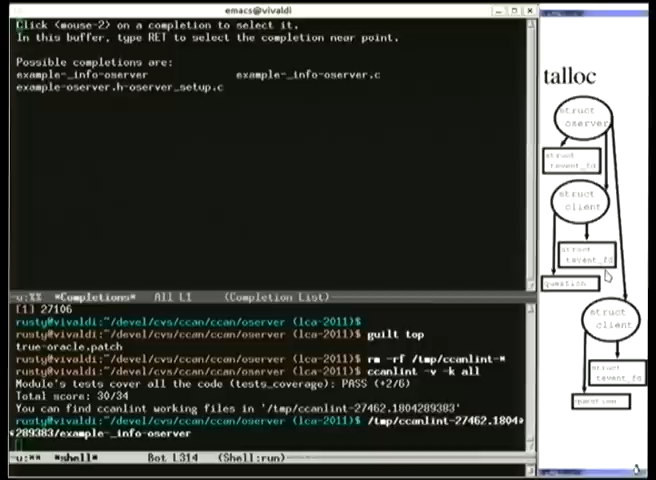 emacs@vivaldi
Click <mouse-2> on a completion to select it.
In this buffer, type RET to select the completion near point.
Possible completions are:
example-_info-oserver example-_info-oserver.c
example-oserver.h-oserver_setup.c
u:%% *Completions* All L1 (Completion List)
[1] 27106
rusty@vivaldi:~/devel/cvs/ccan/ccan/oserver (lca-2011)$
rusty@vivaldi:~/devel/cvs/ccan/ccan/oserver (lca-2011)$ guilt top
true-oracle.patch
rusty@vivaldi:~/devel/cvs/ccan/ccan/oserver (lca-2011)$ rm -rf /tmp/ccanlint-*
rusty@vivaldi:~/devel/cvs/ccan/ccan/oserver (lca-2011)$ ccanlint -v -k all
Module's tests cover all the code (tests_coverage): PASS (+2/6)
Total score: 30/34
You can find ccanlint working files in '/tmp/ccanlint-27462.1804289383'
rusty@vivaldi:~/devel/cvs/ccan/ccan/oserver (lca-2011)$ /tmp/ccanlint-27462.1804
289383/example-_info-oserver
u:** *shell* Bot L314 (Shell:run)
talloc
struct
oserver
struct
tevent_fd
struct
client
struct
tevent_fd
question
struct
client
struct
tevent_fd
question